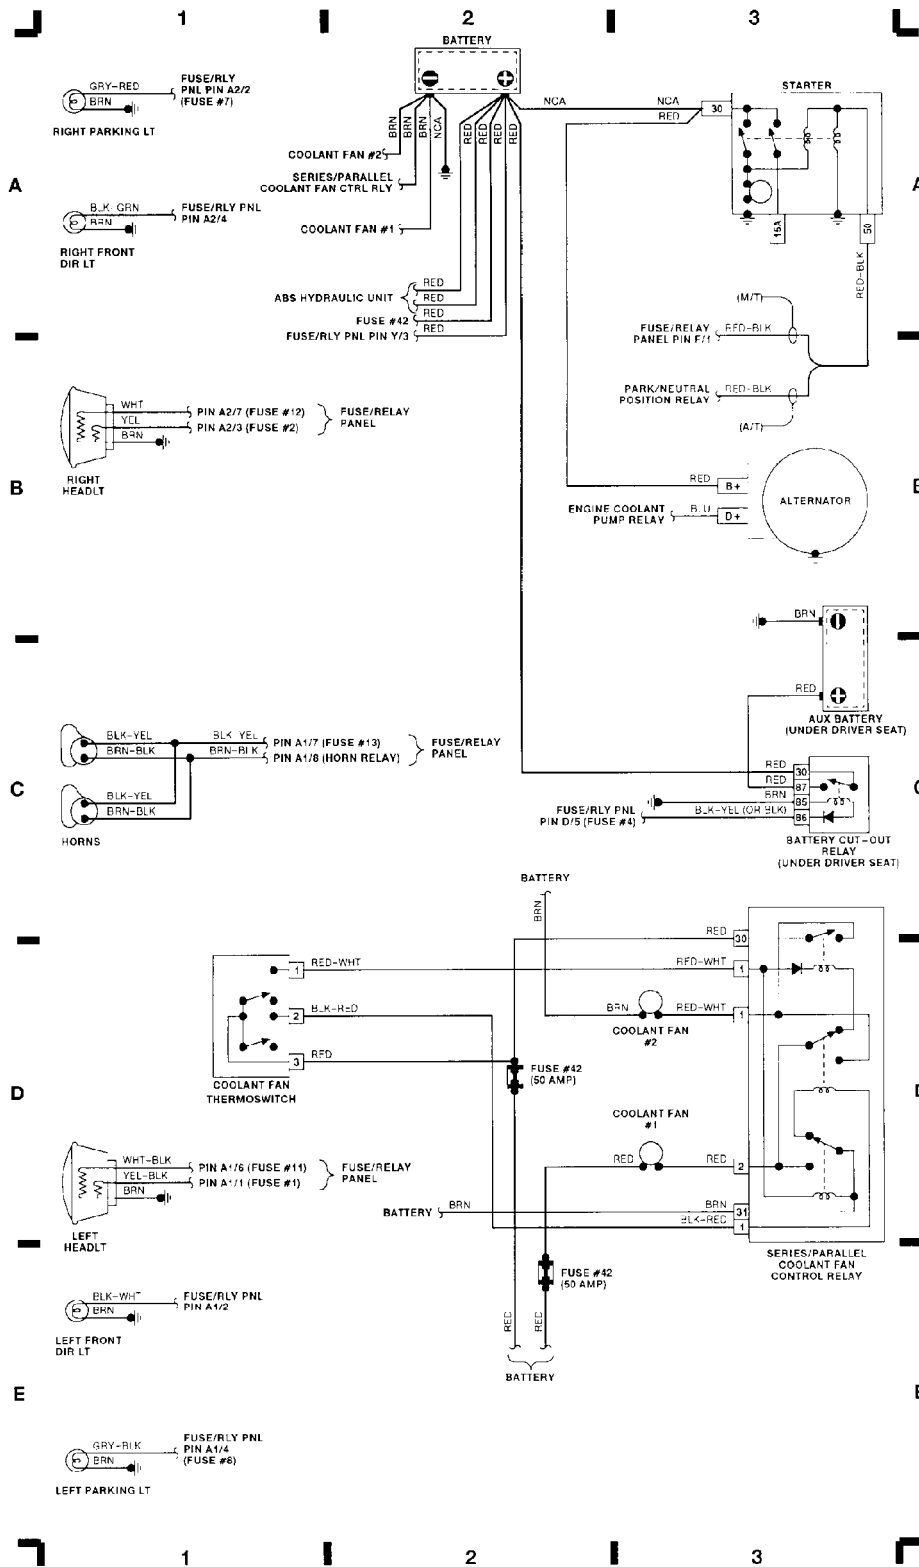 1 2 3
BATTERY
GRY-RED
BRN
FUSE/RLY
PNL PIN A2/2
(FUSE #7)
RIGHT PARKING LT
BRN
BRN
BRN
NCA
RED
RED
RED
RED
NCA
NCA
RED
30
STARTER
COOLANT FAN #2
SERIES/PARALLEL
COOLANT FAN CTRL RLY
COOLANT FAN #1
A
A
BLK-GRN
BRN
FUSE/RLY PNL
PIN A2/4
RIGHT FRONT
DIR LT
15A
50
RED-BLK
RED
RED
ABS HYDRAULIC UNIT
RED
FUSE #42
RED
FUSE/RLY PNL PIN Y/3
(M/T)
FUSE/RELAY
PANEL PIN F/1
RED-BLK
PARK/NEUTRAL
POSITION RELAY
RED-BLK
(A/T)
WHT
YEL
BRN
PIN A2/7 (FUSE #12)
PIN A2/3 (FUSE #2)
FUSE/RELAY
PANEL
RIGHT
HEADLT
B
RED
B+
ENGINE COOLANT
PUMP RELAY
BLU
D+
ALTERNATOR
BRN
RED
AUX BATTERY
(UNDER DRIVER SEAT)
BLK-YEL
BLK-YEL
PIN A1/7 (FUSE #13)
BRN-BLK
BRN-BLK
PIN A1/8 (HORN RELAY)
FUSE/RELAY
PANEL
C
BLK-YEL
BRN-BLK
HORNS
RED
30
RED
87
BRN
85
BLK-YEL (OR BLK)
86
FUSE/RLY PNL
PIN D/5 (FUSE #4)
BATTERY CUT-OUT
RELAY
(UNDER DRIVER SEAT)
BATTERY
BRN
RED
30
RED-WHT
1
RED-WHT
1
1
RED-WHT
2
BLK-RED
3
RED
COOLANT FAN
THERMOSWITCH
BRN
COOLANT FAN
#2
FUSE #42
(50 AMP)
D
COOLANT FAN
#1
RED
RED
2
WHT-BLK
YEL-BLK
BRN
PIN A1/6 (FUSE #11)
PIN A1/1 (FUSE #1)
FUSE/RELAY
PANEL
LEFT
HEADLT
BATTERY
BRN
BRN
31
BLK-RED
1
SERIES/PARALLEL
COOLANT FAN
CONTROL RELAY
FUSE #42
(50 AMP)
RED
RED
BATTERY
BLK-WHT
BRN
FUSE/RLY PNL
PIN A1/2
LEFT FRONT
DIR LT
E
GRY-BLK
BRN
FUSE/RLY PNL
PIN A1/4
LEFT PARKING LT
1 2 3